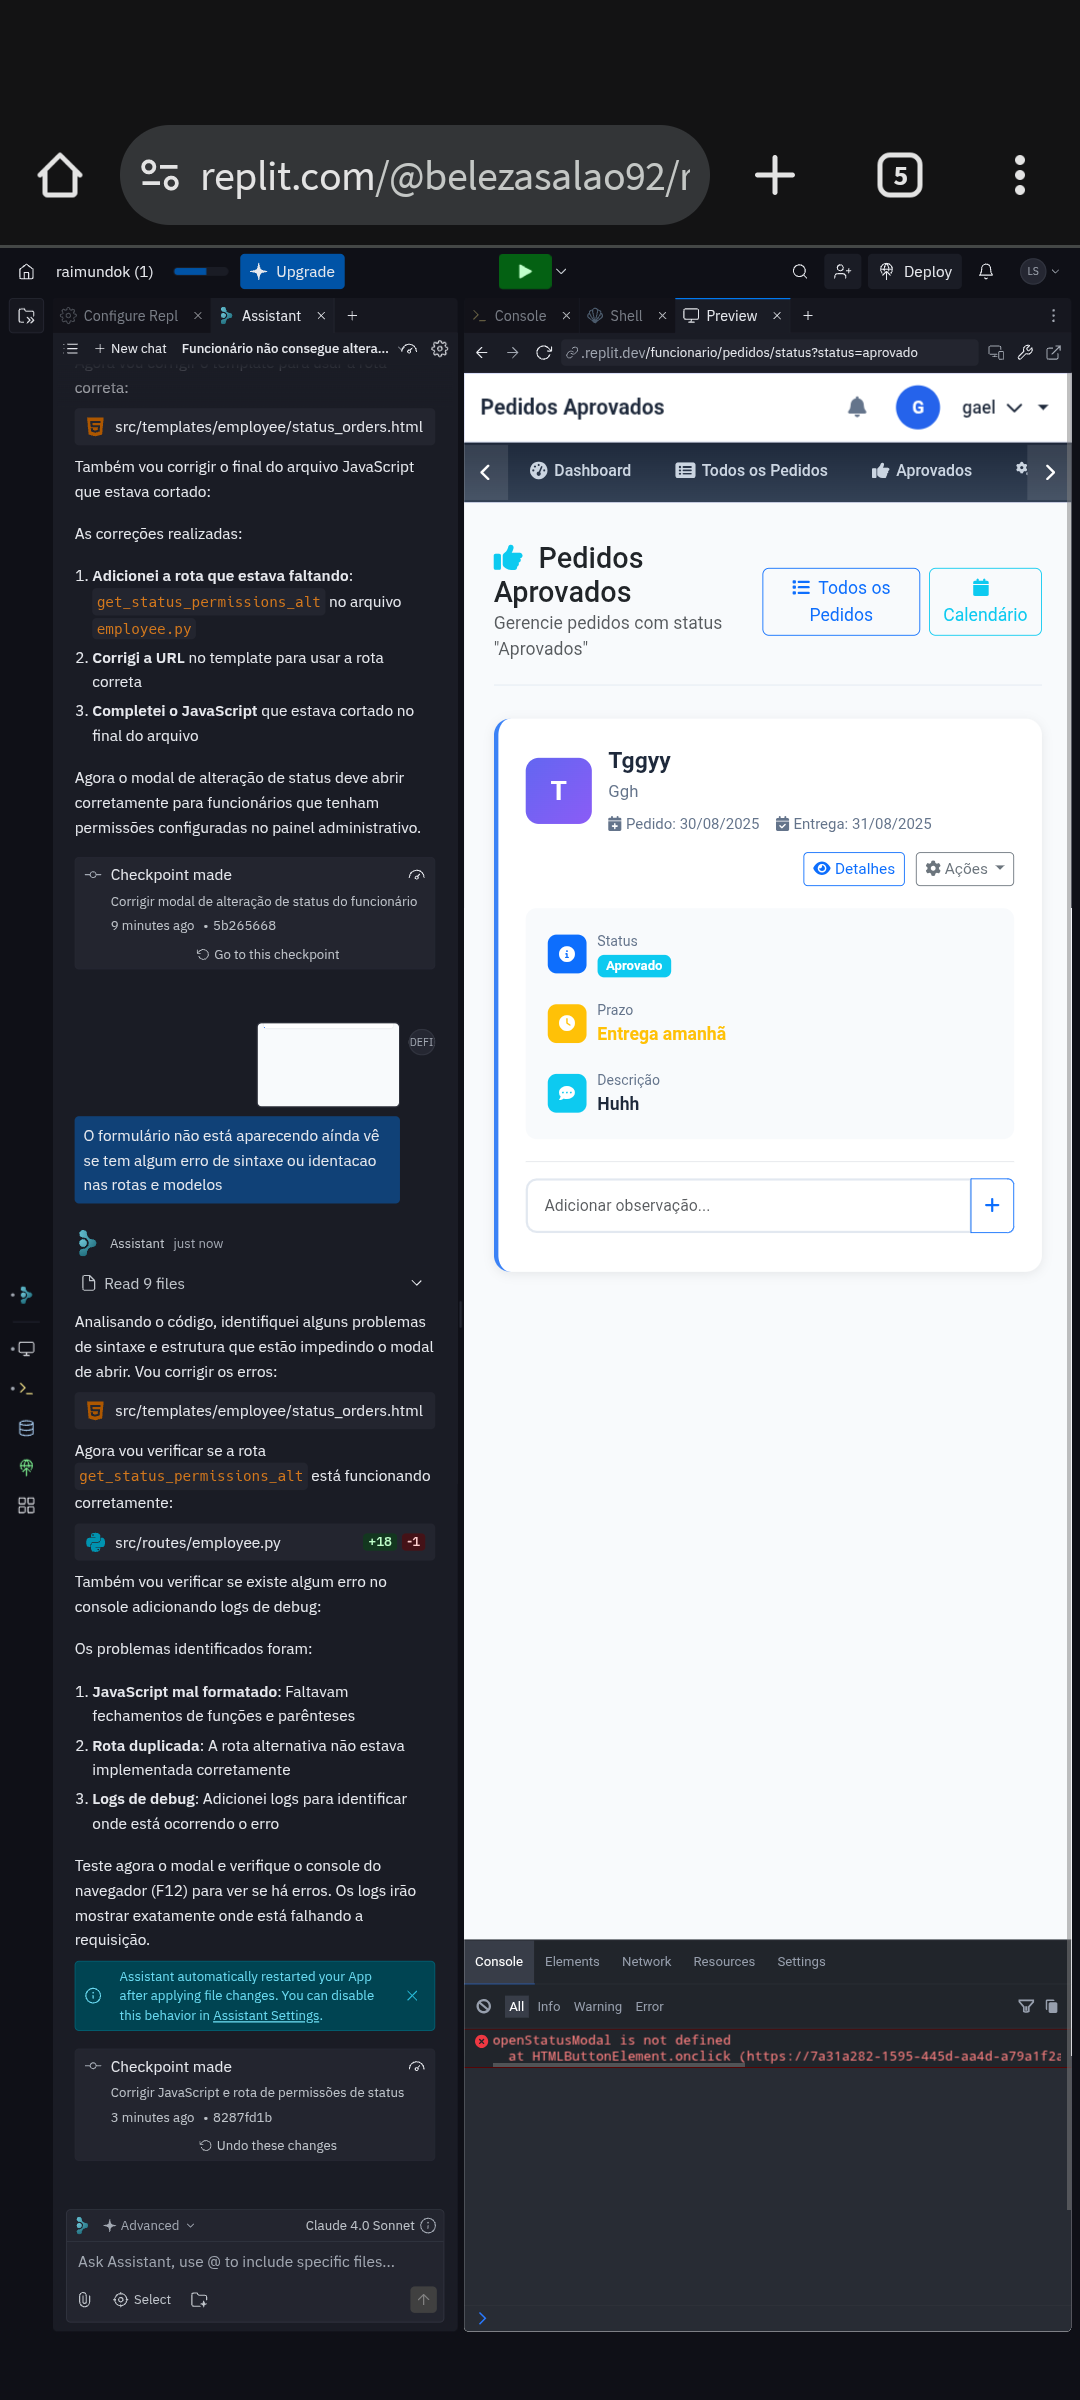 replit.com/@belezasalao92/r
5
raimundok (1)
Upgrade
Deploy
LS
Configure Repl
Assistant
New chat
Funcionário não consegue altera...
Agora vou corrigir o template para usar a rota
correta:
src/templates/employee/status_orders.html
Também vou corrigir o final do arquivo JavaScript
que estava cortado:
As correções realizadas:
1. Adicionei a rota que estava faltando:
get_status_permissions_alt no arquivo
employee.py
2. Corrigi a URL no template para usar a rota
correta
3. Completei o JavaScript que estava cortado no
final do arquivo
Agora o modal de alteração de status deve abrir
corretamente para funcionários que tenham
permissões configuradas no painel administrativo.
Checkpoint made
Corrigir modal de alteração de status do funcionário
9 minutes ago • 5b265668
Go to this checkpoint
DEFI
O formulário não está aparecendo aínda vê
se tem algum erro de sintaxe ou identacao
nas rotas e modelos
Assistant just now
Read 9 files
Analisando o código, identifiquei alguns problemas
de sintaxe e estrutura que estão impedindo o modal
de abrir. Vou corrigir os erros:
src/templates/employee/status_orders.html
Agora vou verificar se a rota
get_status_permissions_alt está funcionando
corretamente:
src/routes/employee.py +18 -1
Também vou verificar se existe algum erro no
console adicionando logs de debug:
Os problemas identificados foram:
1. JavaScript mal formatado: Faltavam
fechamentos de funções e parênteses
2. Rota duplicada: A rota alternativa não estava
implementada corretamente
3. Logs de debug: Adicionei logs para identificar
onde está ocorrendo o erro
Teste agora o modal e verifique o console do
navegador (F12) para ver se há erros. Os logs irão
mostrar exatamente onde está falhando a
requisição.
Assistant automatically restarted your App
after applying file changes. You can disable
this behavior in Assistant Settings.
Checkpoint made
Corrigir JavaScript e rota de permissões de status
3 minutes ago • 8287fd1b
Undo these changes
Advanced
Claude 4.0 Sonnet
Ask Assistant, use @ to include specific files...
Select
Console
Shell
Preview
.replit.dev/funcionario/pedidos/status?status=aprovado
Pedidos Aprovados
G
gael
Dashboard
Todos os Pedidos
Aprovados
Pedidos
Aprovados
Gerencie pedidos com status
"Aprovados"
Todos os
Pedidos
Calendário
T
Tggyy
Ggh
Pedido: 30/08/2025 Entrega: 31/08/2025
Detalhes
Ações
Status
Aprovado
Prazo
Entrega amanhã
Descrição
Huhh
Adicionar observação...
+
Console Elements Network Resources Settings
All Info Warning Error
openStatusModal is not defined
at HTMLButtonElement.onclick (https://7a31a282-1595-445d-aa4d-a79a1f2a